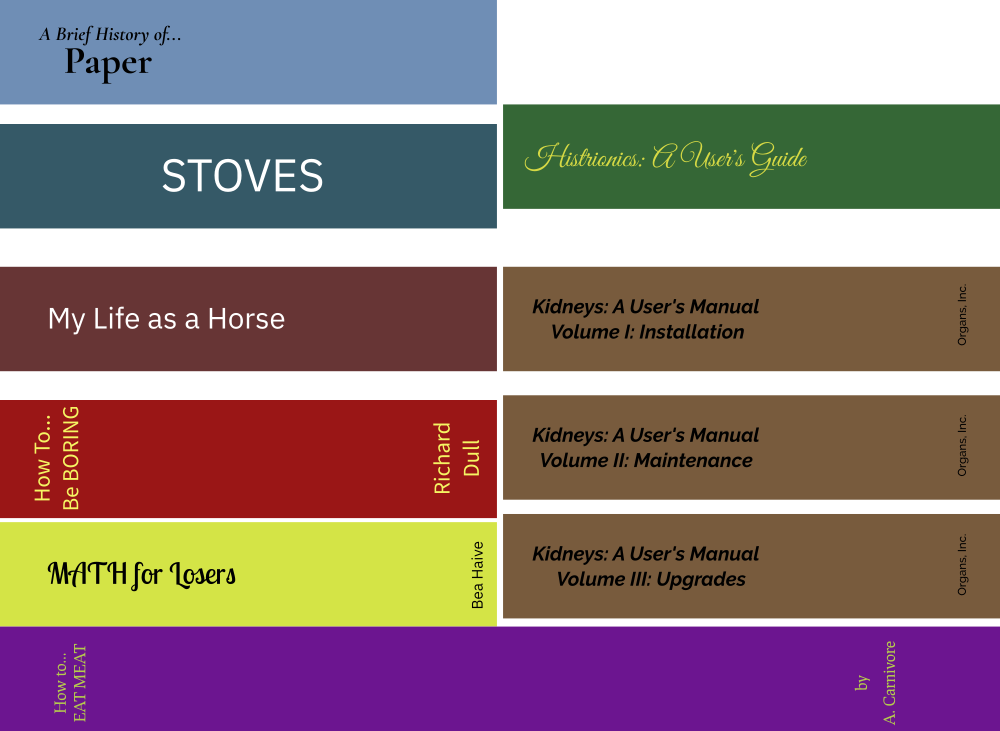 A Brief History of...
Paper
STOVES
My Life as a Horse
How To...
Be BORING
Richard
Dull
MATH for Losers
Bea Haive
Histrionics: A User's Guide
Kidneys: A User's Manual
Volume I: Installation
Organs, Inc.
Kidneys: A User's Manual
Volume II: Maintenance
Organs, Inc.
Kidneys: A User's Manual
Volume III: Upgrades
Organs, Inc.
How to...
EAT MEAT
by
A. Carnivore